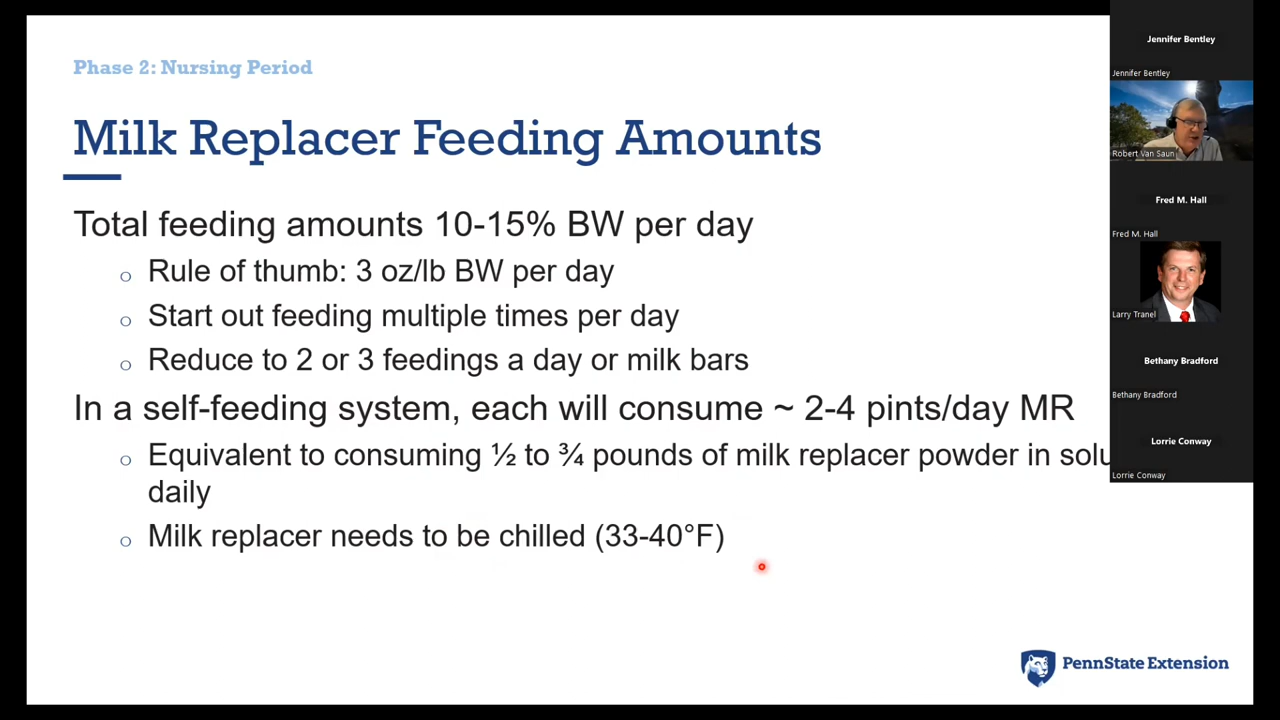 Phase 2: Nursing Period
Milk Replacer Feeding Amounts
Total feeding amounts 10-15% BW per day
Rule of thumb: 3 oz/lb BW per day
Start out feeding multiple times per day
Reduce to 2 or 3 feedings a day or milk bars
In a self-feeding system, each will consume ~ 2-4 pints/day MR
Equivalent to consuming ½ to ¾ pounds of milk replacer powder in solu
daily
Milk replacer needs to be chilled (33-40°F)
PennState Extension
Jennifer Bentley
Jennifer Bentley
Robert Van Saun
Fred M. Hall
Fred M. Hall
Larry Tranel
Bethany Bradford
Bethany Bradford
Lorrie Conway
Lorrie Conway